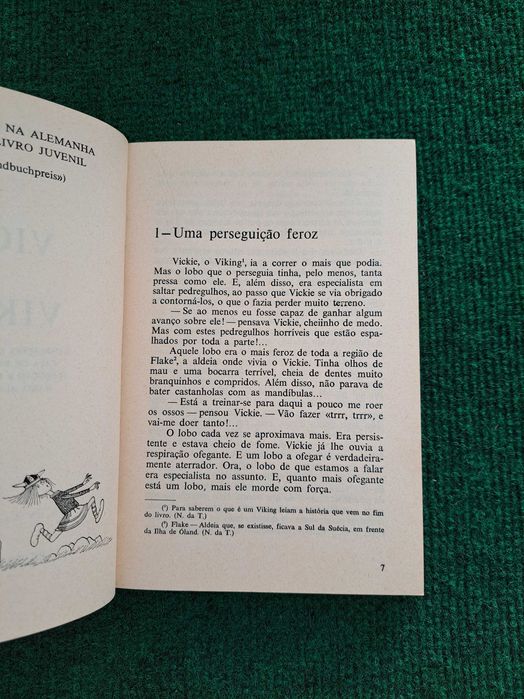 NA ALEMANHA
LIVRO JUVENIL
ndbuchpreis»)
1 — Uma perseguição feroz
Vickie, o Viking¹, ia a correr o mais que podia.
Mas o lobo que o perseguia tinha, pelo menos, tanta
pressa como ele. E, além disso, era especialista em
saltar pedregulhos, ao passo que Vickie se via obrigado
a contorná-los, o que o fazia perder muito terreno.
— Se ao menos eu fosse capaz de ganhar algum
avanço sobre ele! — pensava Vickie, cheiinho de medo.
Mas com estes pedregulhos horríveis que estão espa-
lhados por toda a parte!...
Aquele lobo era o mais feroz de toda a região de
Flake², a aldeia onde vivia o Vickie. Tinha olhos de
mau e uma bocarra terrível, cheia de dentes muito
branquinhos e compridos. Além disso, não parava de
bater castanholas com as mandíbulas...
— Está a treinar-se para daqui a pouco me roer
os ossos — pensou Vickie. — Vão fazer «trrr, trrr», e
vai-me doer tanto!...
O lobo cada vez se aproximava mais. Era persis-
tente e estava cheio de fome. Vickie já lhe ouvia a
respiração ofegante. E um lobo a ofegar é verdadeira-
mente aterrador. Ora, o lobo de que estamos a falar
era especialista no assunto. E, quanto mais ofegante
está um lobo, mais ele morde com força.
(¹) Para saberem o que é um Viking leiam a história que vem no fim
do livro. (N. da T.)
(²) Flake — Aldeia que, se existisse, ficava a Sul da Suécia, em frente
da Ilha de Öland. (N. da T.)
7